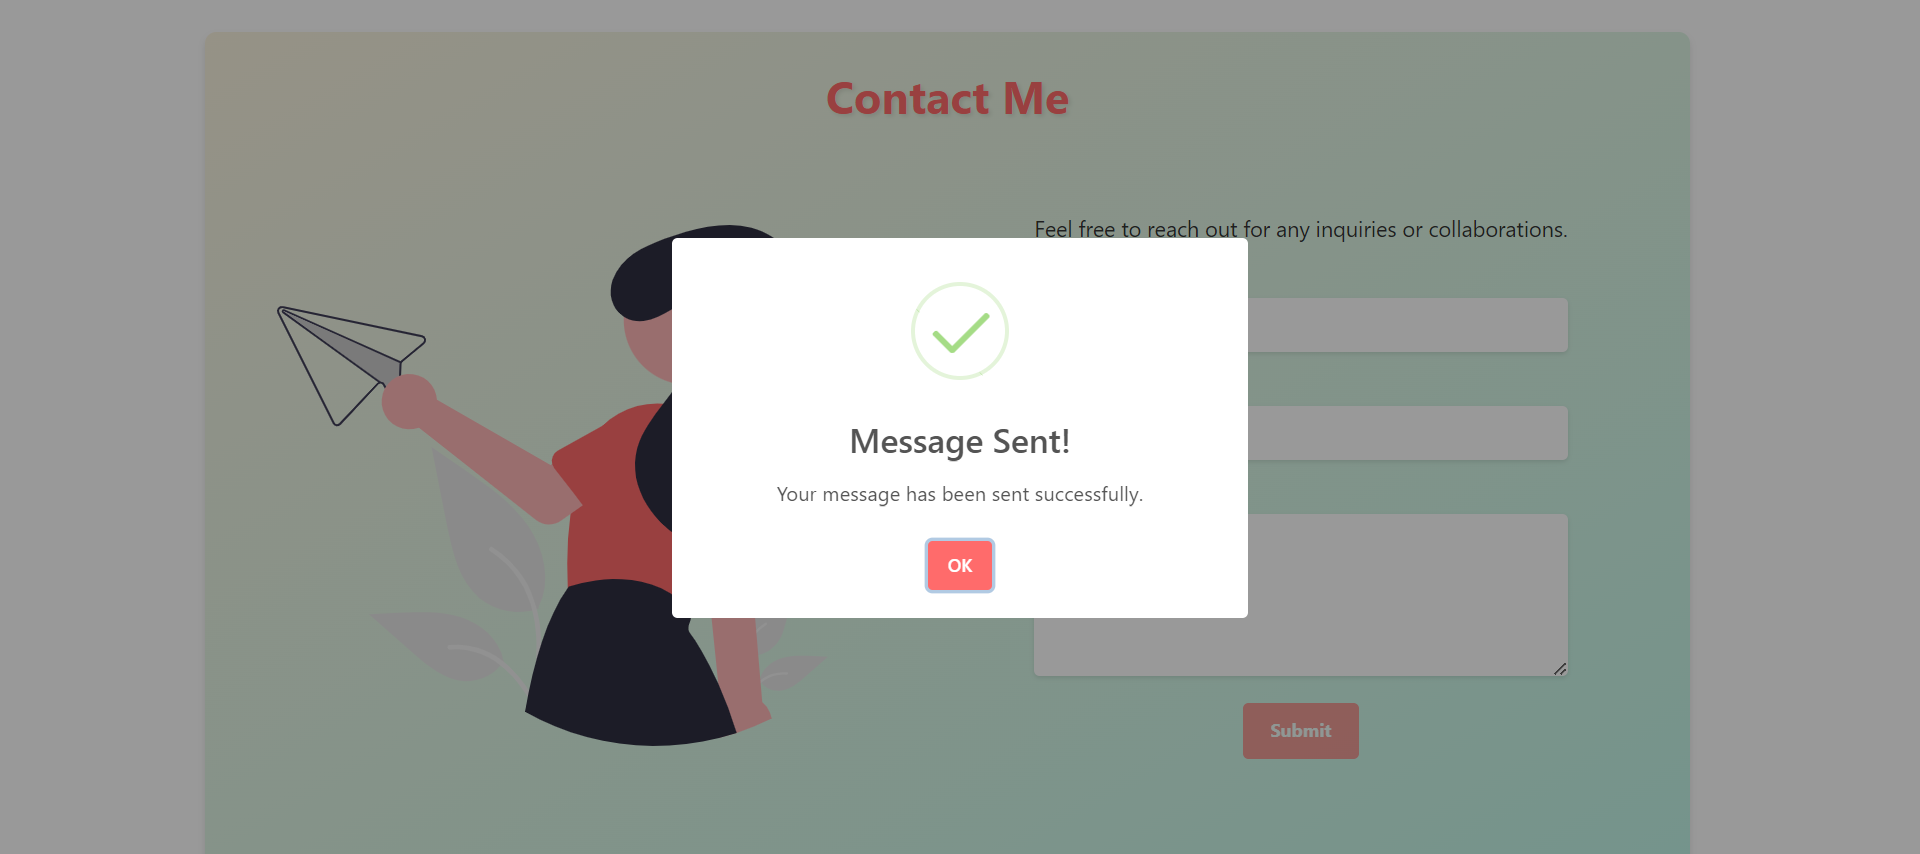 Contact Me
Feel free to reach out for any inquiries or collaborations.
Message Sent!
Your message has been sent successfully.
OK
Submit